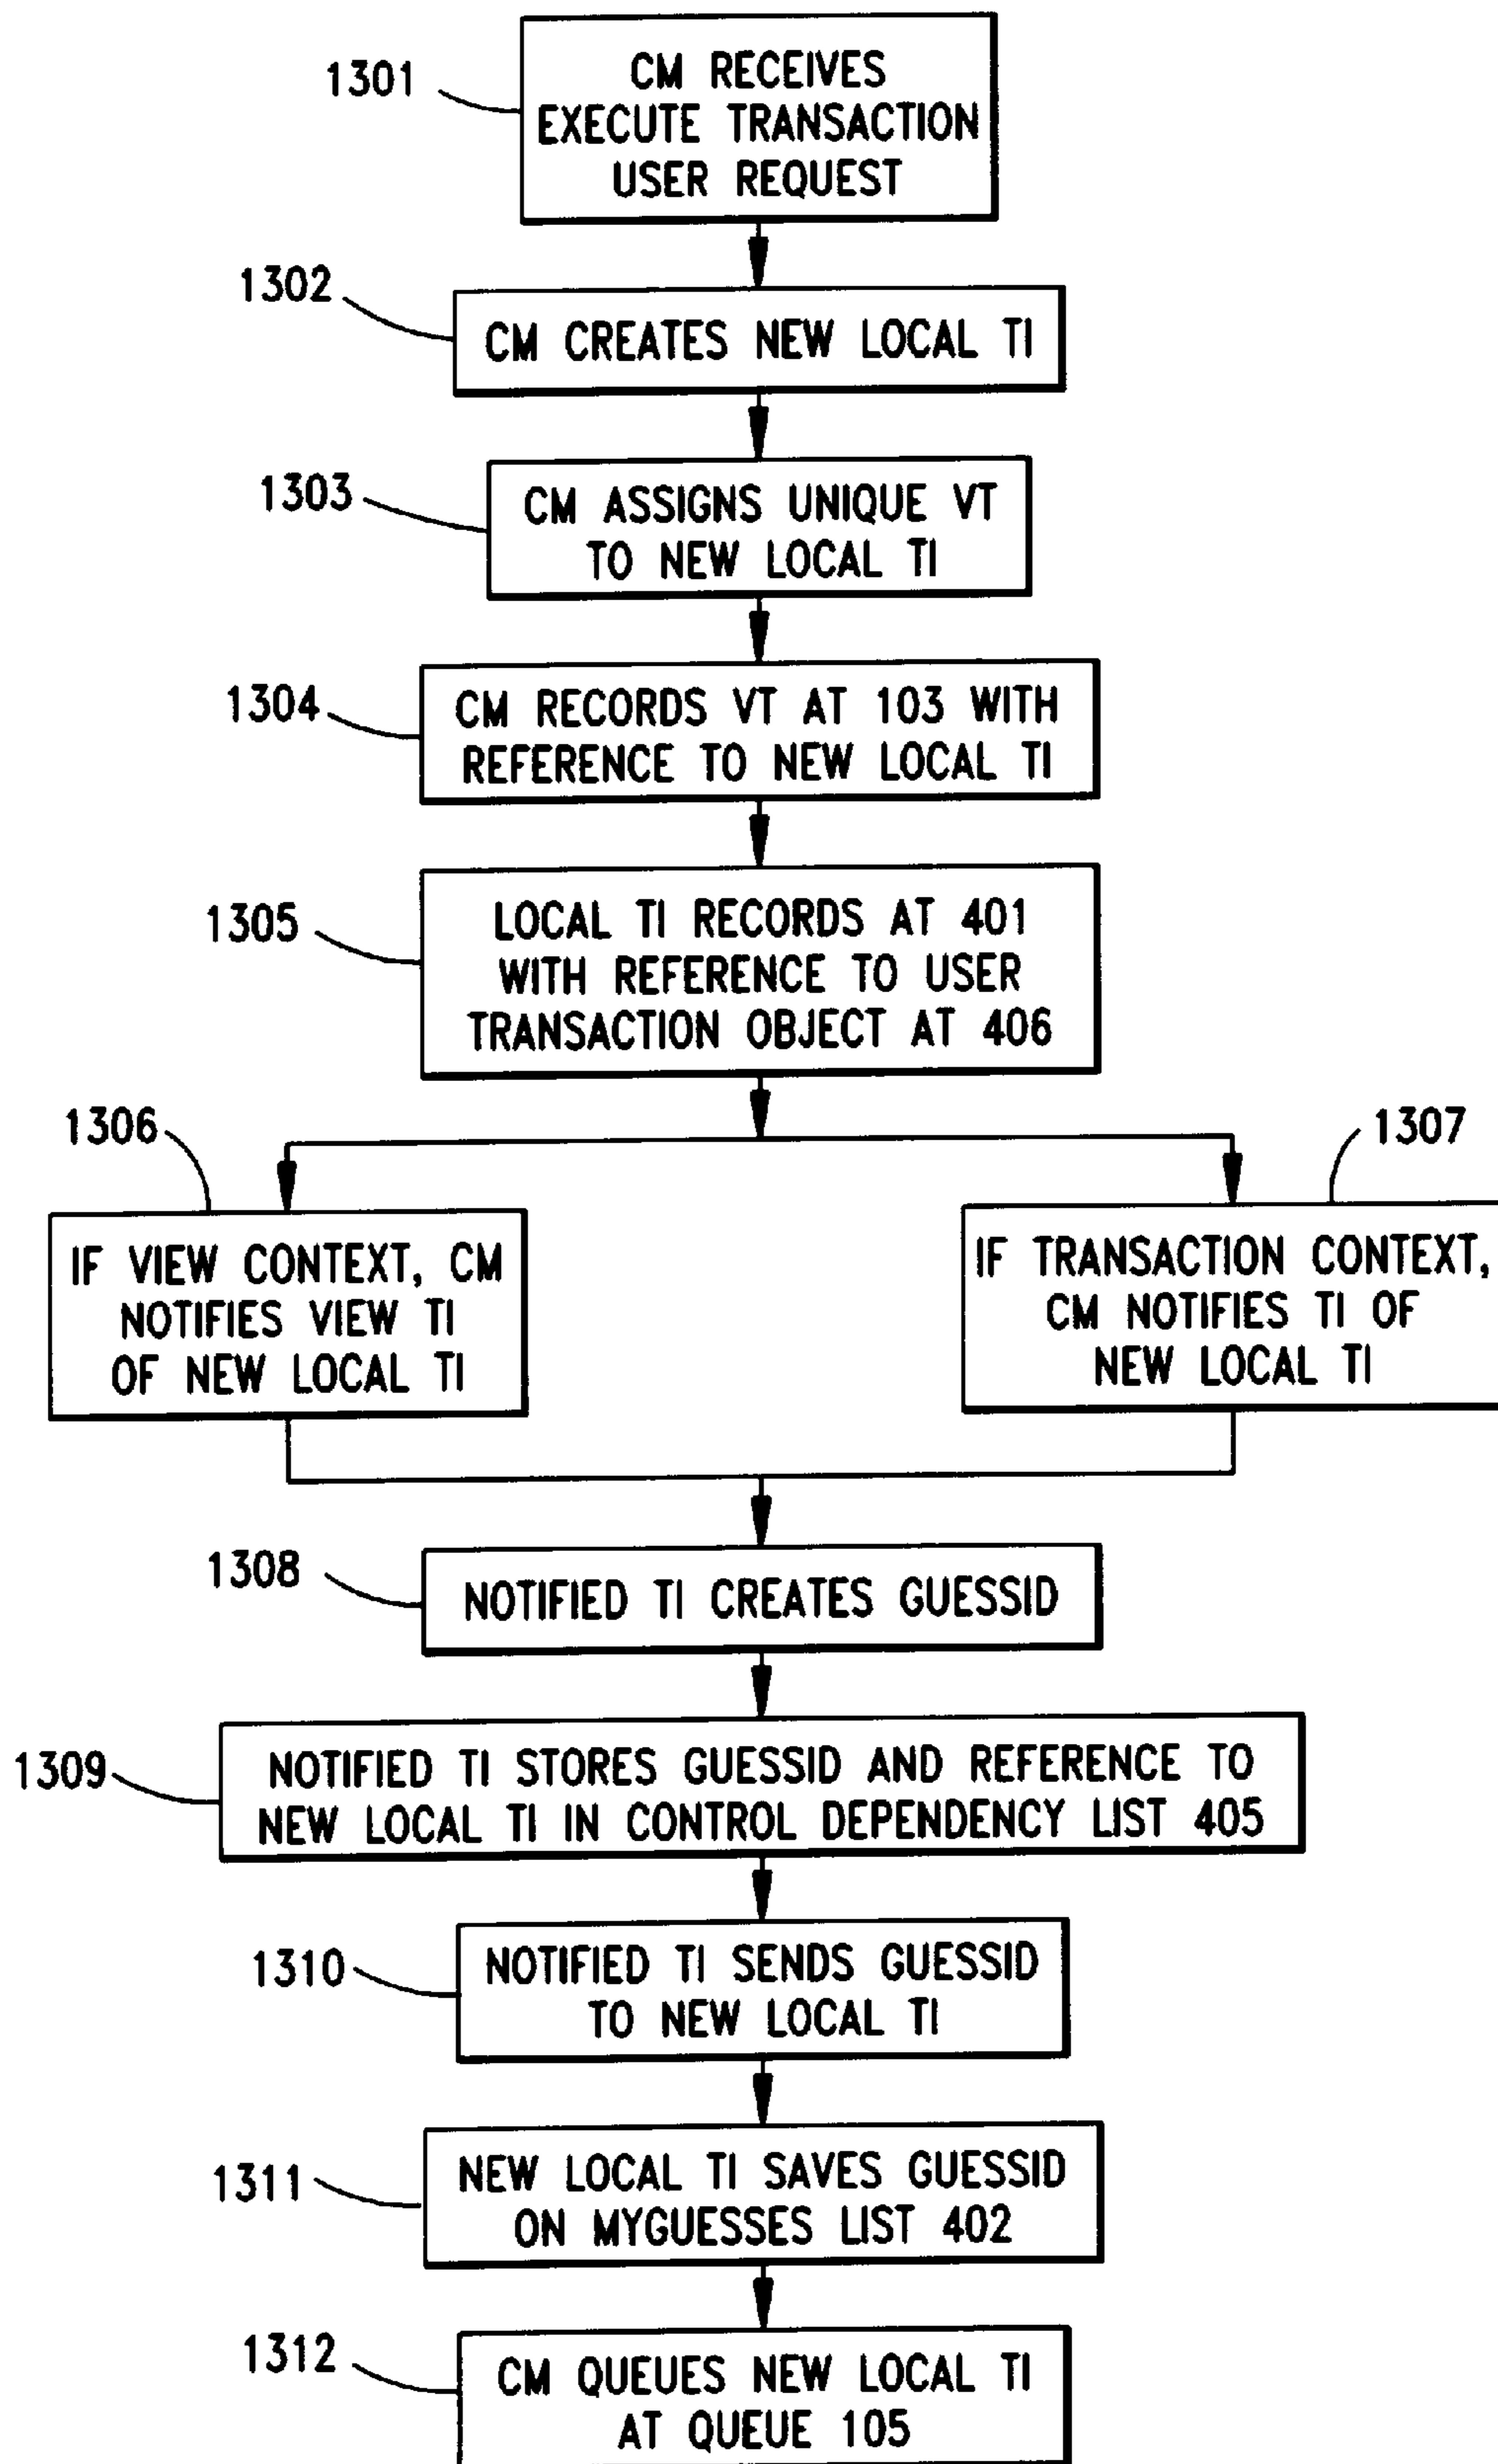 1301
CM RECEIVES
EXECUTE TRANSACTION
USER REQUEST
1302
CM CREATES NEW LOCAL TI
1303
CM ASSIGNS UNIQUE VT
TO NEW LOCAL TI
1304
CM RECORDS VT AT 103 WITH
REFERENCE TO NEW LOCAL TI
1305
LOCAL TI RECORDS AT 401
WITH REFERENCE TO USER
TRANSACTION OBJECT AT 406
1306
IF VIEW CONTEXT, CM
NOTIFIES VIEW TI
OF NEW LOCAL TI
1307
IF TRANSACTION CONTEXT,
CM NOTIFIES TI OF
NEW LOCAL TI
1308
NOTIFIED TI CREATES GUESSID
1309
NOTIFIED TI STORES GUESSID AND REFERENCE TO
NEW LOCAL TI IN CONTROL DEPENDENCY LIST 405
1310
NOTIFIED TI SENDS GUESSID
TO NEW LOCAL TI
1311
NEW LOCAL TI SAVES GUESSID
ON MYGUESSES LIST 402
1312
CM QUEUES NEW LOCAL TI
AT QUEUE 105